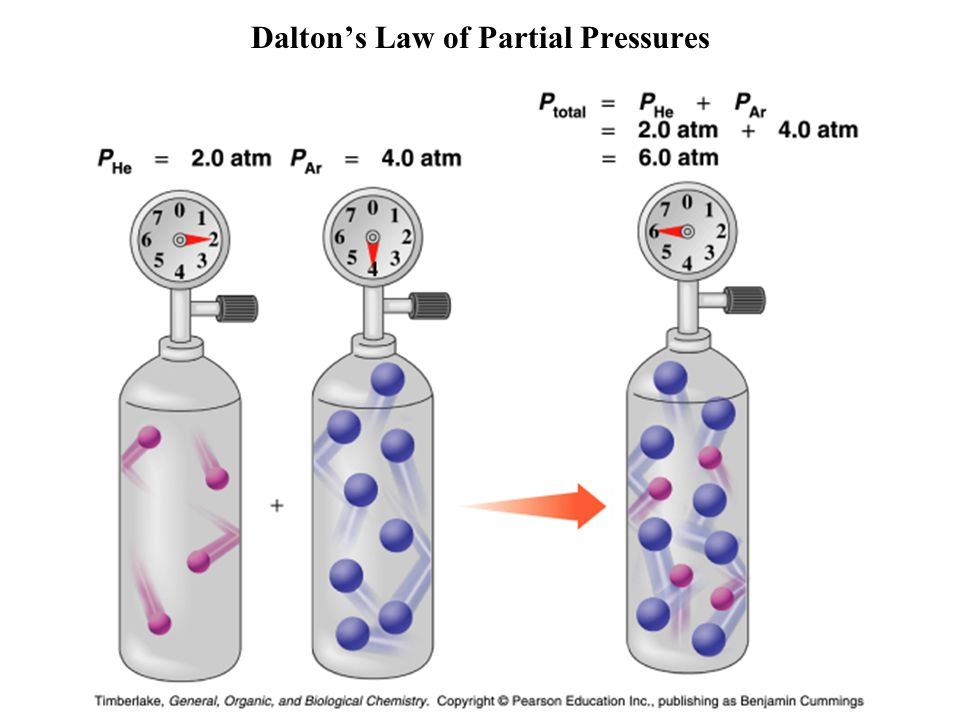 Dalton’s Law of Partial Pressures
P_He = 2.0 atm P_Ar = 4.0 atm
P_total = P_He + P_Ar
= 2.0 atm + 4.0 atm
= 6.0 atm
0 1 2 3 4 5 6 7
0 1 2 3 4 5 6 7
0 1 2 3 4 5 6 7
+
Timberlake, General, Organic, and Biological Chemistry. Copyright © Pearson Education Inc., publishing as Benjamin Cummings